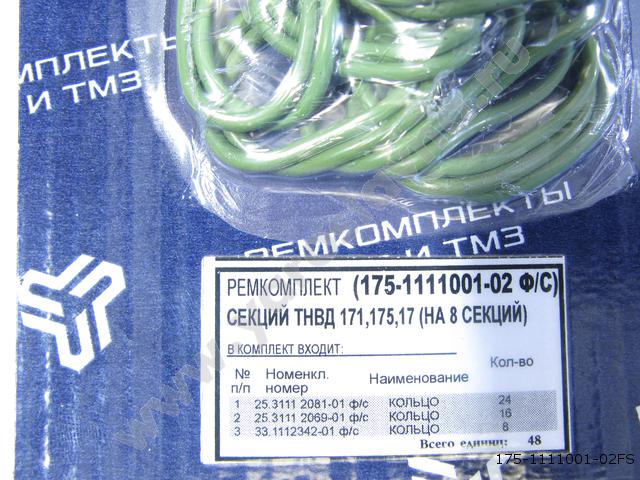 МПЛЕКТЫ
И ТМЗ
РЕМКОМПЛЕКТЫ
И ТМЗ
РЕМКОМПЛЕКТ (175-1111001-02 Ф/С)
СЕКЦИЙ ТНВД 171,175,17 (НА 8 СЕКЦИЙ)
В КОМПЛЕКТ ВХОДИТ:
№ п/п Номенкл. номер Наименование Кол-во
1 25.3111 2081-01 ф/с КОЛЬЦО 24
2 25.3111 2069-01 ф/с КОЛЬЦО 16
3 33.1112342-01 ф/с КОЛЬЦО 8
Всего единиц: 48
175-1111001-02FS